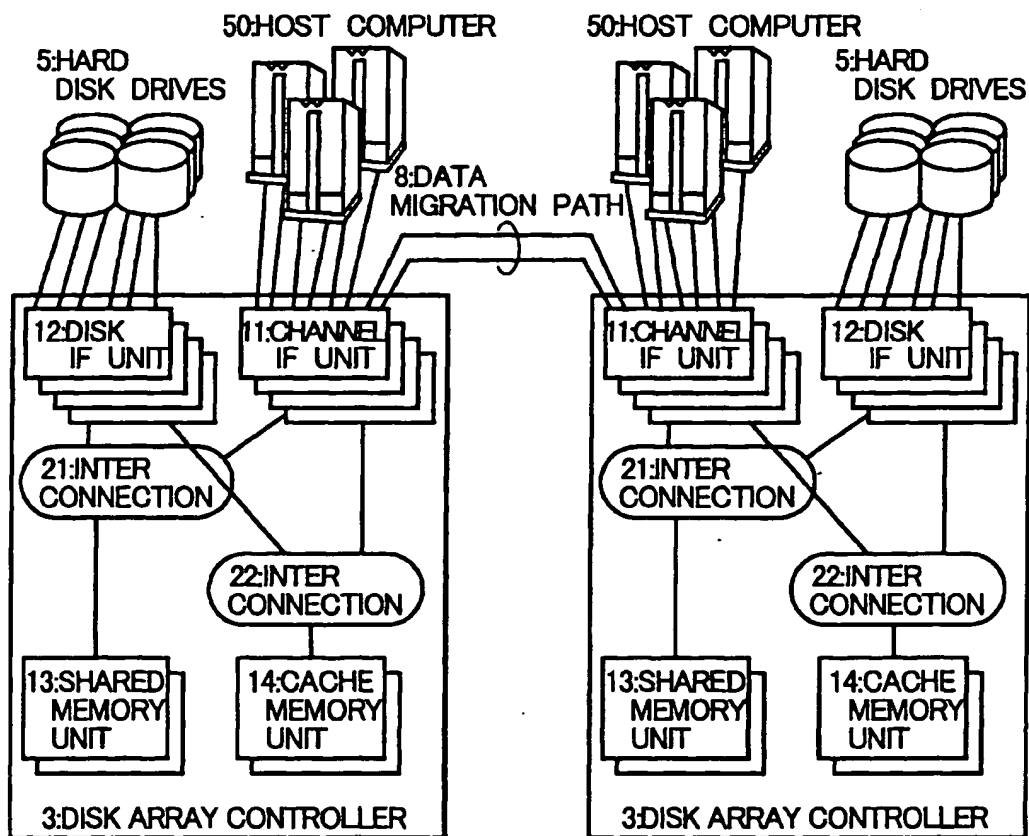 50:HOST COMPUTER
5:HARD
DISK DRIVES
8:DATA
MIGRATION PATH
50:HOST COMPUTER
5:HARD
DISK DRIVES
12:DISK
IF UNIT
11:CHANNEL
IF UNIT
21:INTER
CONNECTION
22:INTER
CONNECTION
13:SHARED
MEMORY
UNIT
14:CACHE
MEMORY
UNIT
3:DISK ARRAY CONTROLLER
11:CHANNEL
IF UNIT
12:DISK
IF UNIT
21:INTER
CONNECTION
22:INTER
CONNECTION
13:SHARED
MEMORY
UNIT
14:CACHE
MEMORY
UNIT
3:DISK ARRAY CONTROLLER